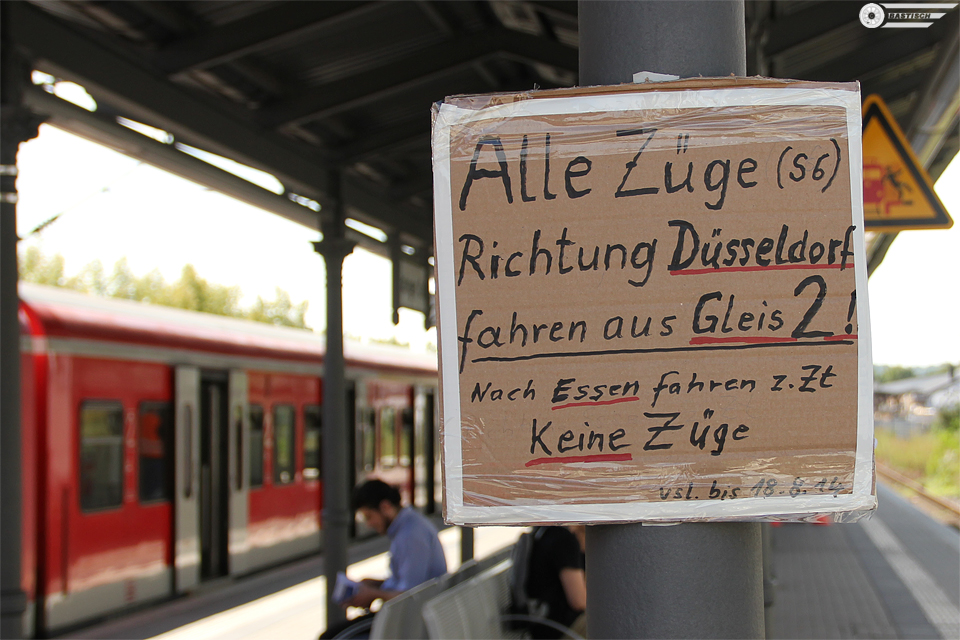 BASTISCH
Alle Züge (S6)
Richtung Düsseldorf
fahren aus Gleis 2!
Nach Essen fahren z.Zt
Keine Züge
vsl. bis 18.8.14